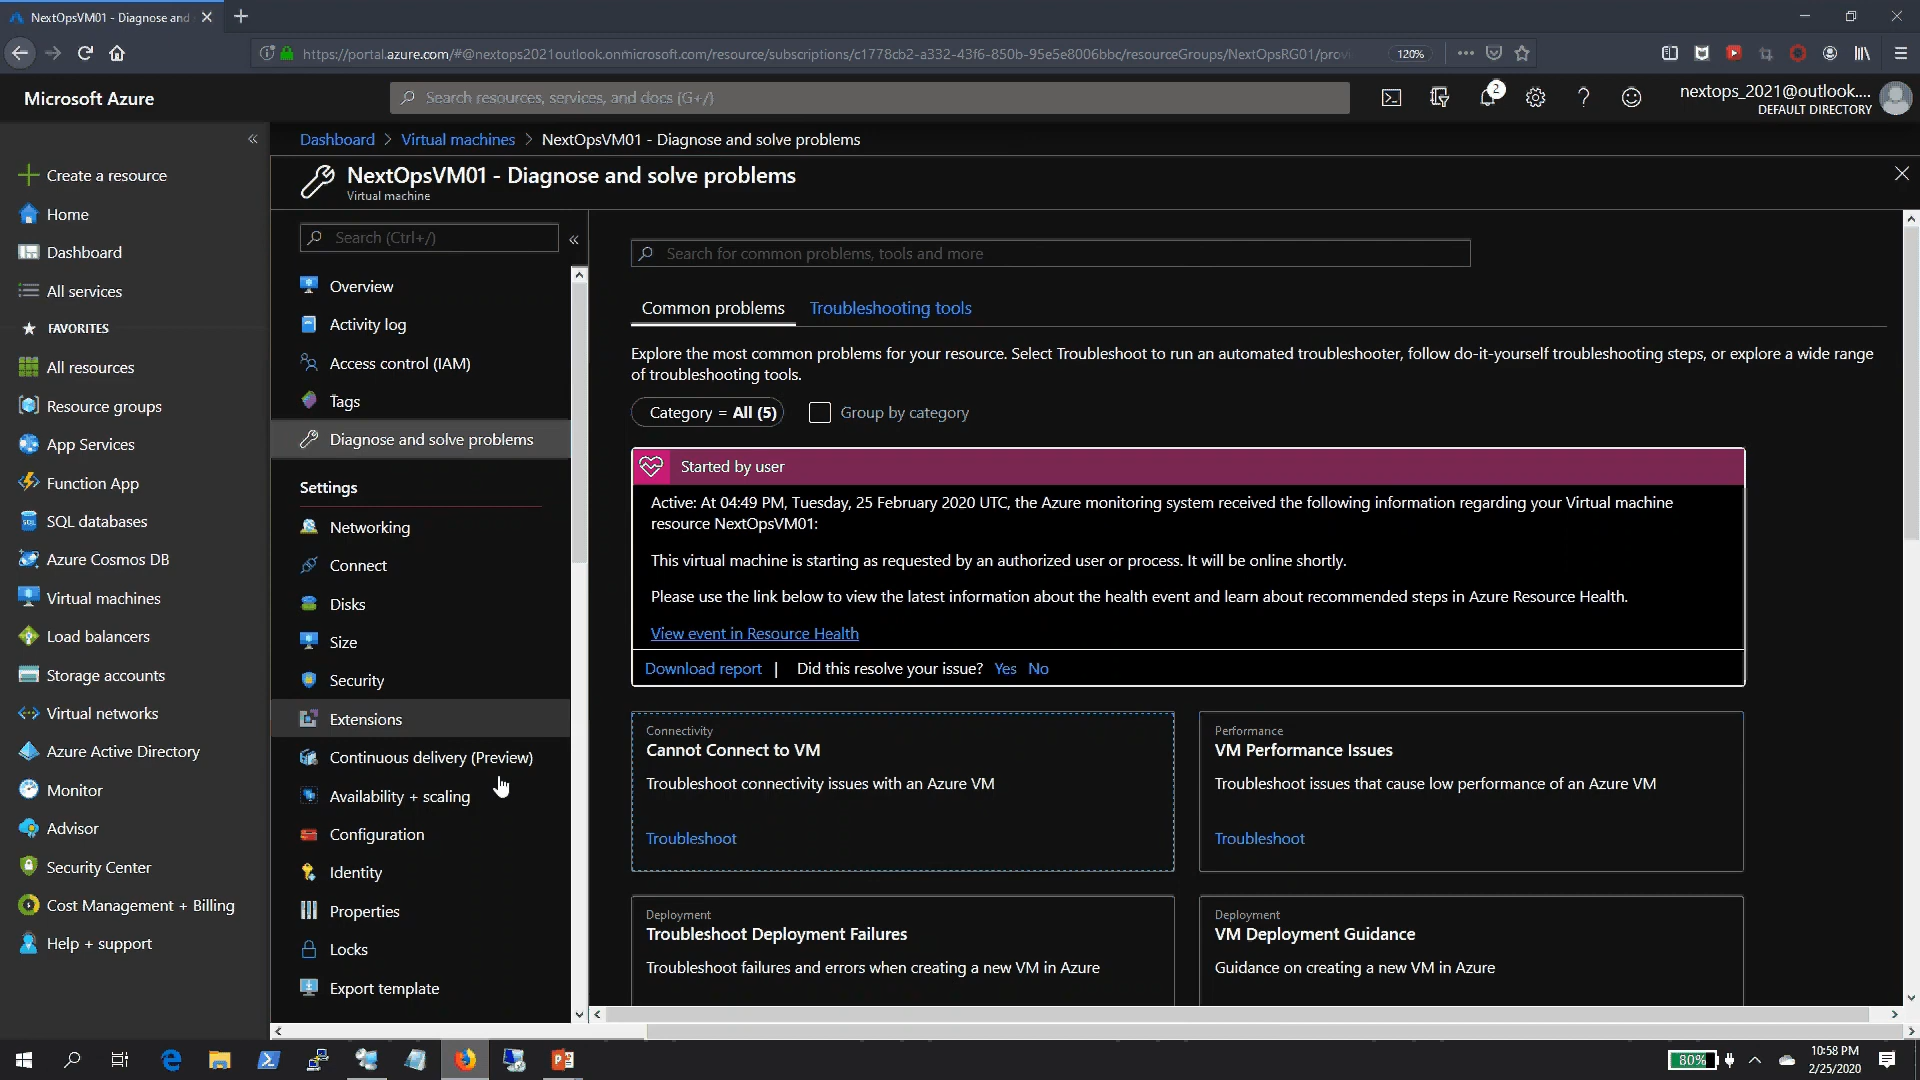 NextOpsVM01 - Diagnose and
https://portal.azure.com/#@nextops2021outlook.onmicrosoft.com/resource/subscriptions/c1778cb2-a332-43f6-850b-95e5e8006bbc/resourceGroups/NextOpsRG01/prov
120%
Microsoft Azure
Search resources, services, and docs (G+/)
2
nextops_2021@outlook....
DEFAULT DIRECTORY
Dashboard > Virtual machines > NextOpsVM01 - Diagnose and solve problems
NextOpsVM01 - Diagnose and solve problems
Virtual machine
Create a resource
Home
Dashboard
All services
FAVORITES
All resources
Resource groups
App Services
Function App
SQL databases
Azure Cosmos DB
Virtual machines
Load balancers
Storage accounts
Virtual networks
Azure Active Directory
Monitor
Advisor
Security Center
Cost Management + Billing
Help + support
Search (Ctrl+/)
Overview
Activity log
Access control (IAM)
Tags
Diagnose and solve problems
Settings
Networking
Connect
Disks
Size
Security
Extensions
Continuous delivery (Preview)
Availability + scaling
Configuration
Identity
Properties
Locks
Export template
Search for common problems, tools and more
Common problems
Troubleshooting tools
Explore the most common problems for your resource. Select Troubleshoot to run an automated troubleshooter, follow do-it-yourself troubleshooting steps, or explore a wide range
of troubleshooting tools.
Category = All (5)
Group by category
Started by user
Active: At 04:49 PM, Tuesday, 25 February 2020 UTC, the Azure monitoring system received the following information regarding your Virtual machine
resource NextOpsVM01:
This virtual machine is starting as requested by an authorized user or process. It will be online shortly.
Please use the link below to view the latest information about the health event and learn about recommended steps in Azure Resource Health.
View event in Resource Health
Download report | Did this resolve your issue? Yes No
Connectivity
Cannot Connect to VM
Troubleshoot connectivity issues with an Azure VM
Troubleshoot
Performance
VM Performance Issues
Troubleshoot issues that cause low performance of an Azure VM
Troubleshoot
Deployment
Troubleshoot Deployment Failures
Troubleshoot failures and errors when creating a new VM in Azure
Deployment
VM Deployment Guidance
Guidance on creating a new VM in Azure
80%
10:58 PM
2/25/2020